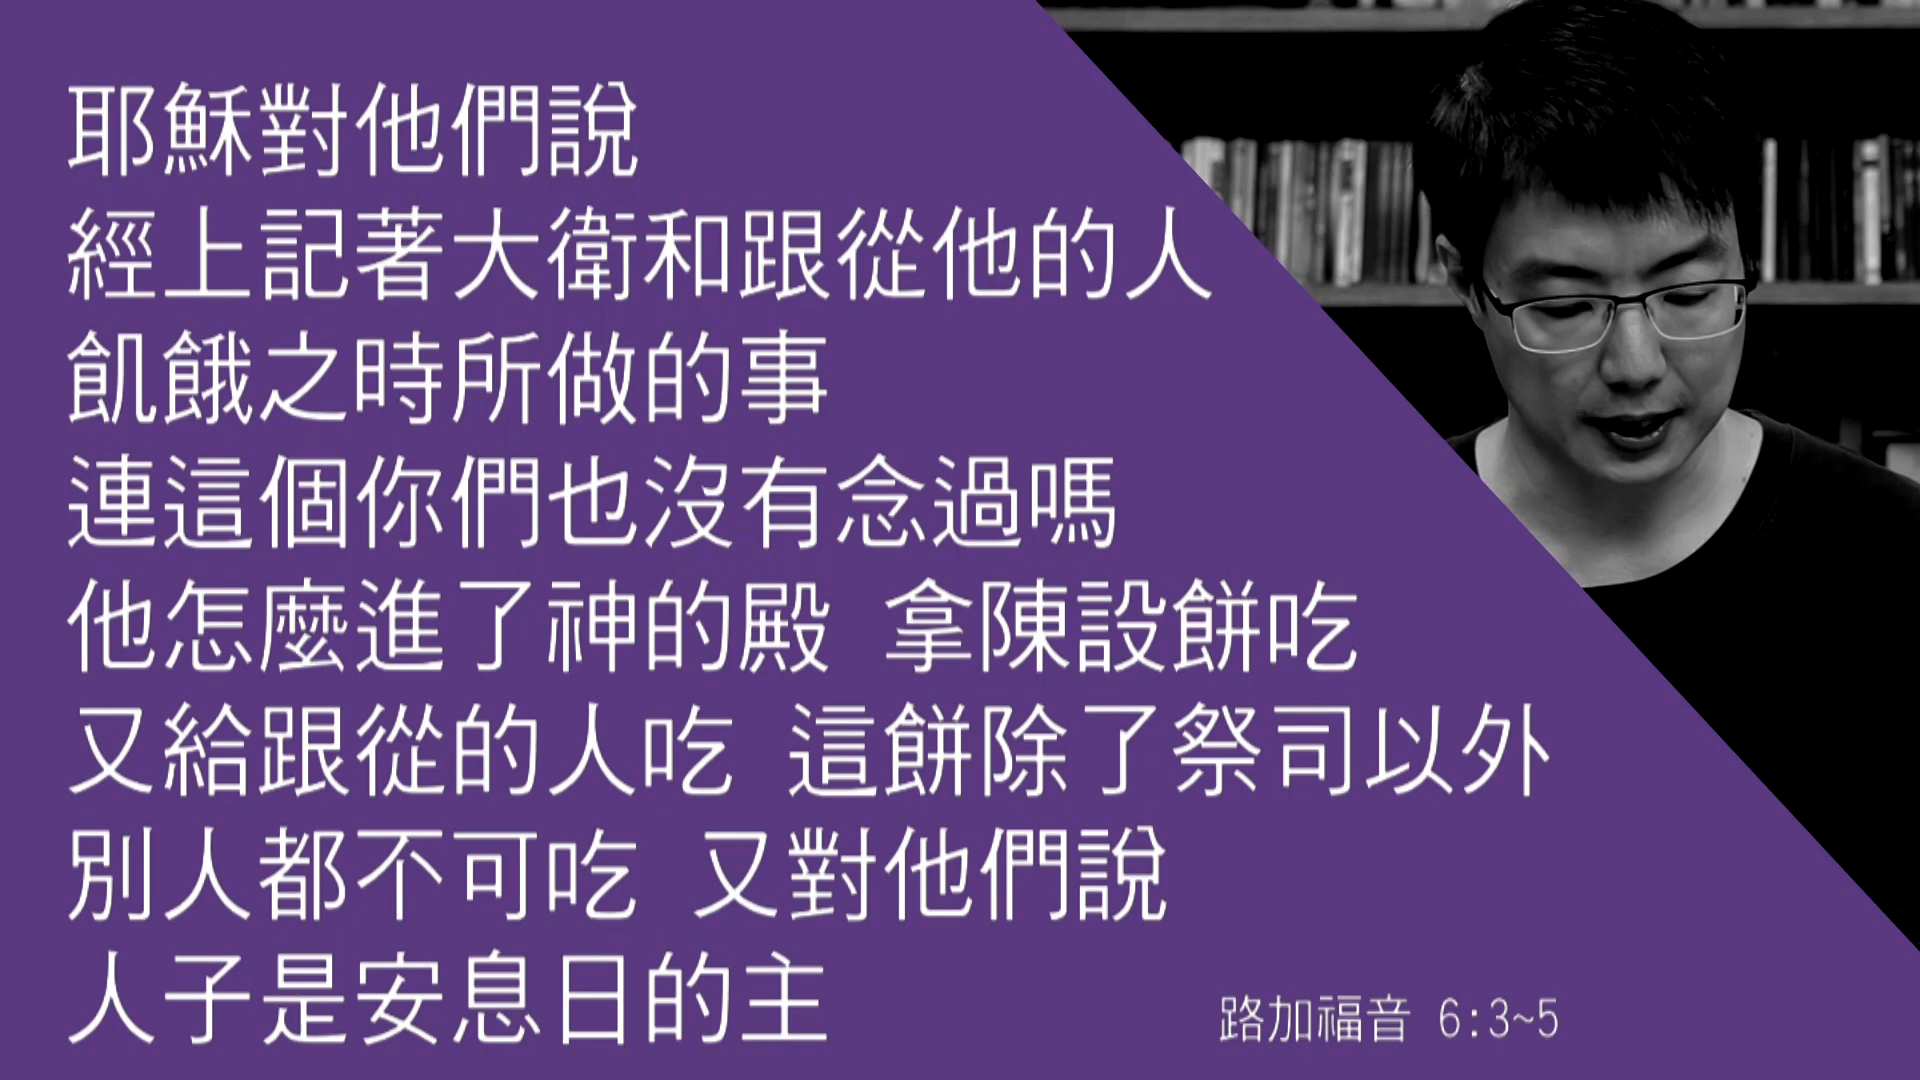 耶穌對他們說
經上記著大衛和跟從他的人
飢餓之時所做的事
連這個你們也沒有念過嗎
他怎麼進了神的殿 拿陳設餅吃
又給跟從的人吃 這餅除了祭司以外
別人都不可吃 又對他們說
人子是安息日的主
路加福音 6:3~5